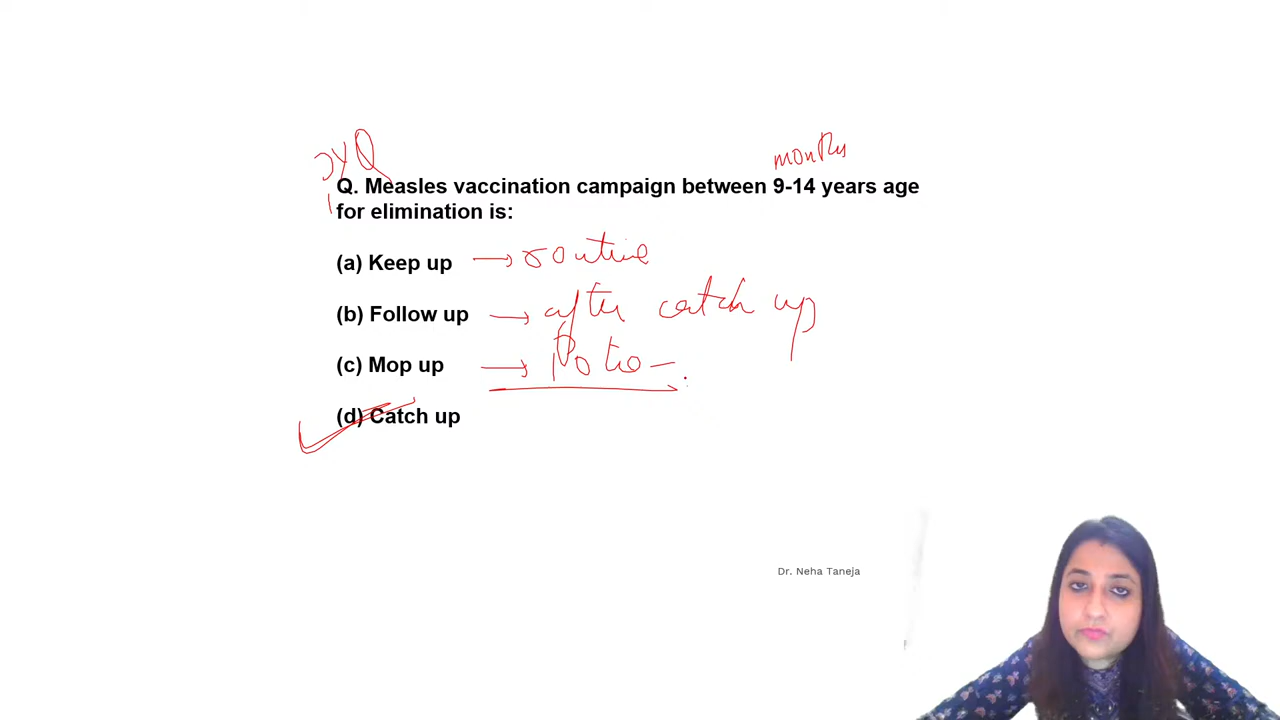 PYQ
months
Q. Measles vaccination campaign between 9-14 years age
for elimination is:
(a) Keep up → routine
(b) Follow up → after catch up
(c) Mop up → Polio
(d) Catch up
Dr. Neha Taneja